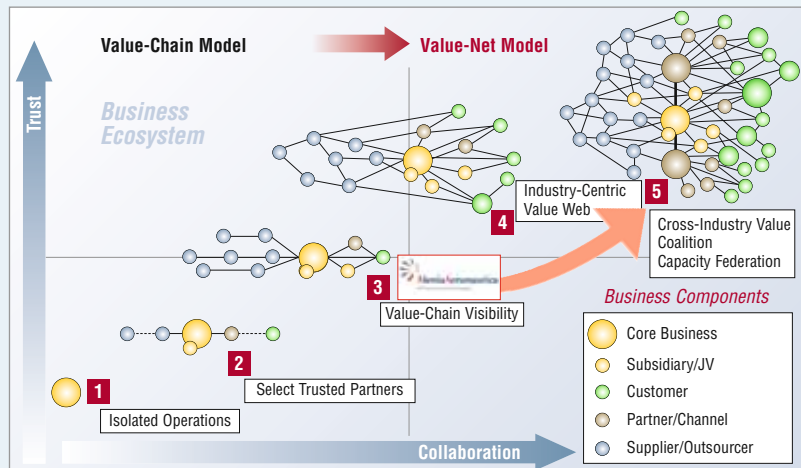 Value-Chain Model
Value-Net Model
Trust
Business
Ecosystem
5
4
Industry-Centric
Value Web
Cross-Industry Value
Coalition
Capacity Federation
3
Value-Chain Visibility
2
Select Trusted Partners
1
Isolated Operations
Collaboration
Business Components
Core Business
Subsidiary/JV
Customer
Partner/Channel
Supplier/Outsourcer